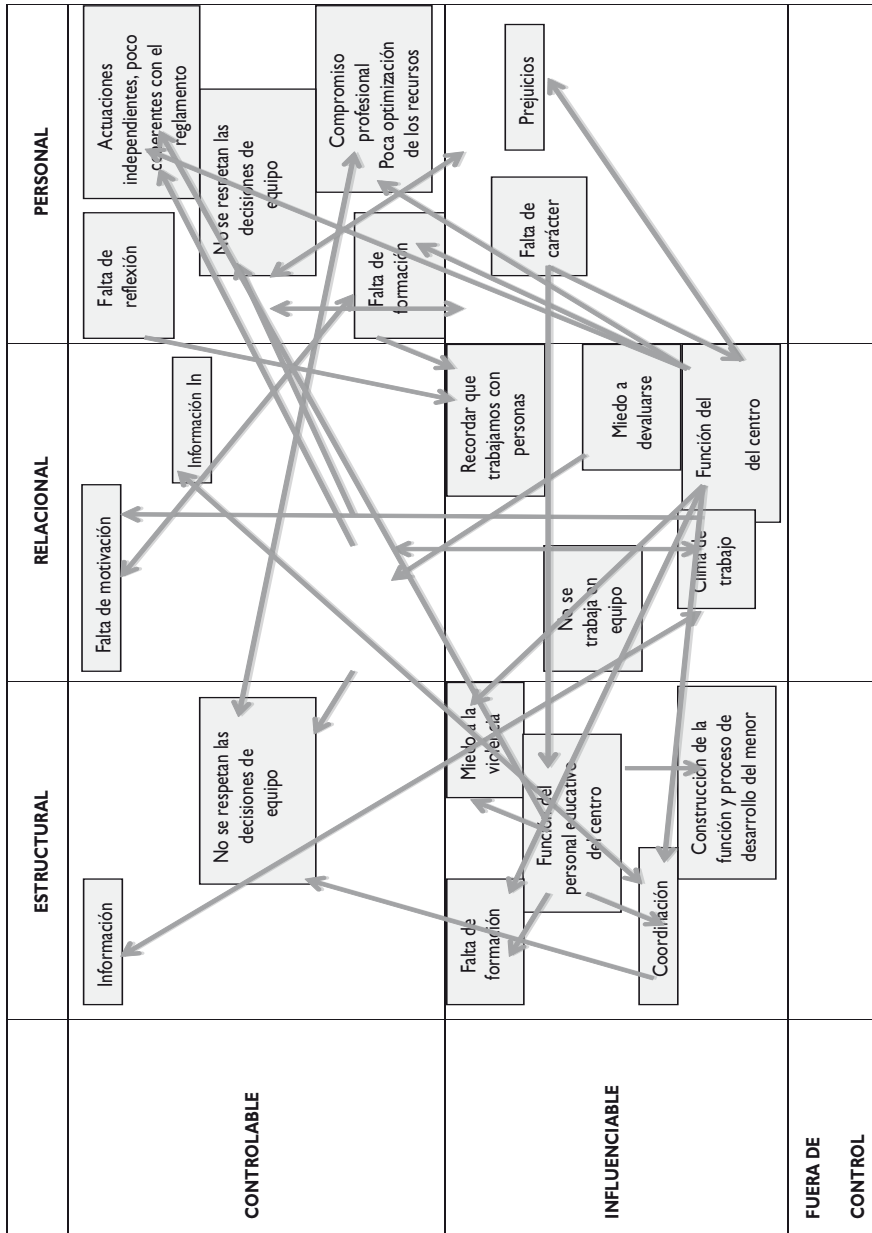 ESTRUCTURAL
RELACIONAL
PERSONAL
CONTROLABLE
Información
No se respetan las
decisiones de
equipo
Falta de motivación
Información In
Falta de
reflexión
Actuaciones
independientes, poco
coherentes con el
reglamento
No se respetan las
decisiones de
equipo
Falta de
formación
Compromiso
profesional
Poca optimización
de los recursos
INFLUENCIABLE
Falta de
formación
Miedo a la
violencia
Función del
personal educativo
del centro
Coordinación
Construcción de la
función y proceso de
desarrollo del menor
Recordar que
trabajamos con
personas
No se
trabaja en
equipo
Miedo a
devaluarse
Clima de
trabajo
Función del
del centro
Falta de
carácter
Prejuicios
FUERA DE
CONTROL